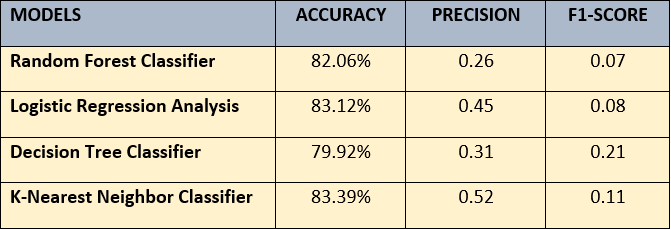 MODELS ACCURACY PRECISION F1-SCORE
Random Forest Classifier 82.06% 0.26 0.07
Logistic Regression Analysis 83.12% 0.45 0.08
Decision Tree Classifier 79.92% 0.31 0.21
K-Nearest Neighbor Classifier 83.39% 0.52 0.11